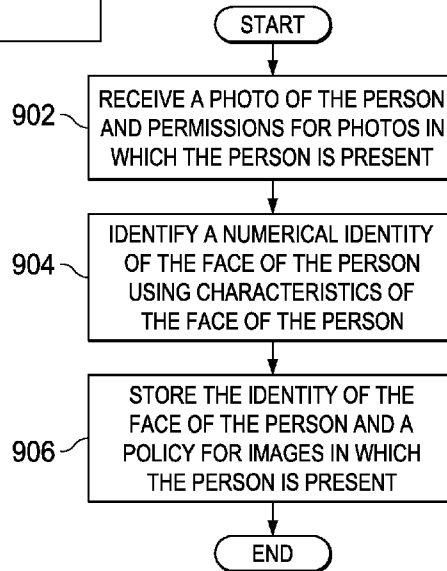 START
902
RECEIVE A PHOTO OF THE PERSON
AND PERMISSIONS FOR PHOTOS IN
WHICH THE PERSON IS PRESENT
904
IDENTIFY A NUMERICAL IDENTITY
OF THE FACE OF THE PERSON
USING CHARACTERISTICS OF
THE FACE OF THE PERSON
906
STORE THE IDENTITY OF THE
FACE OF THE PERSON AND A
POLICY FOR IMAGES IN WHICH
THE PERSON IS PRESENT
END